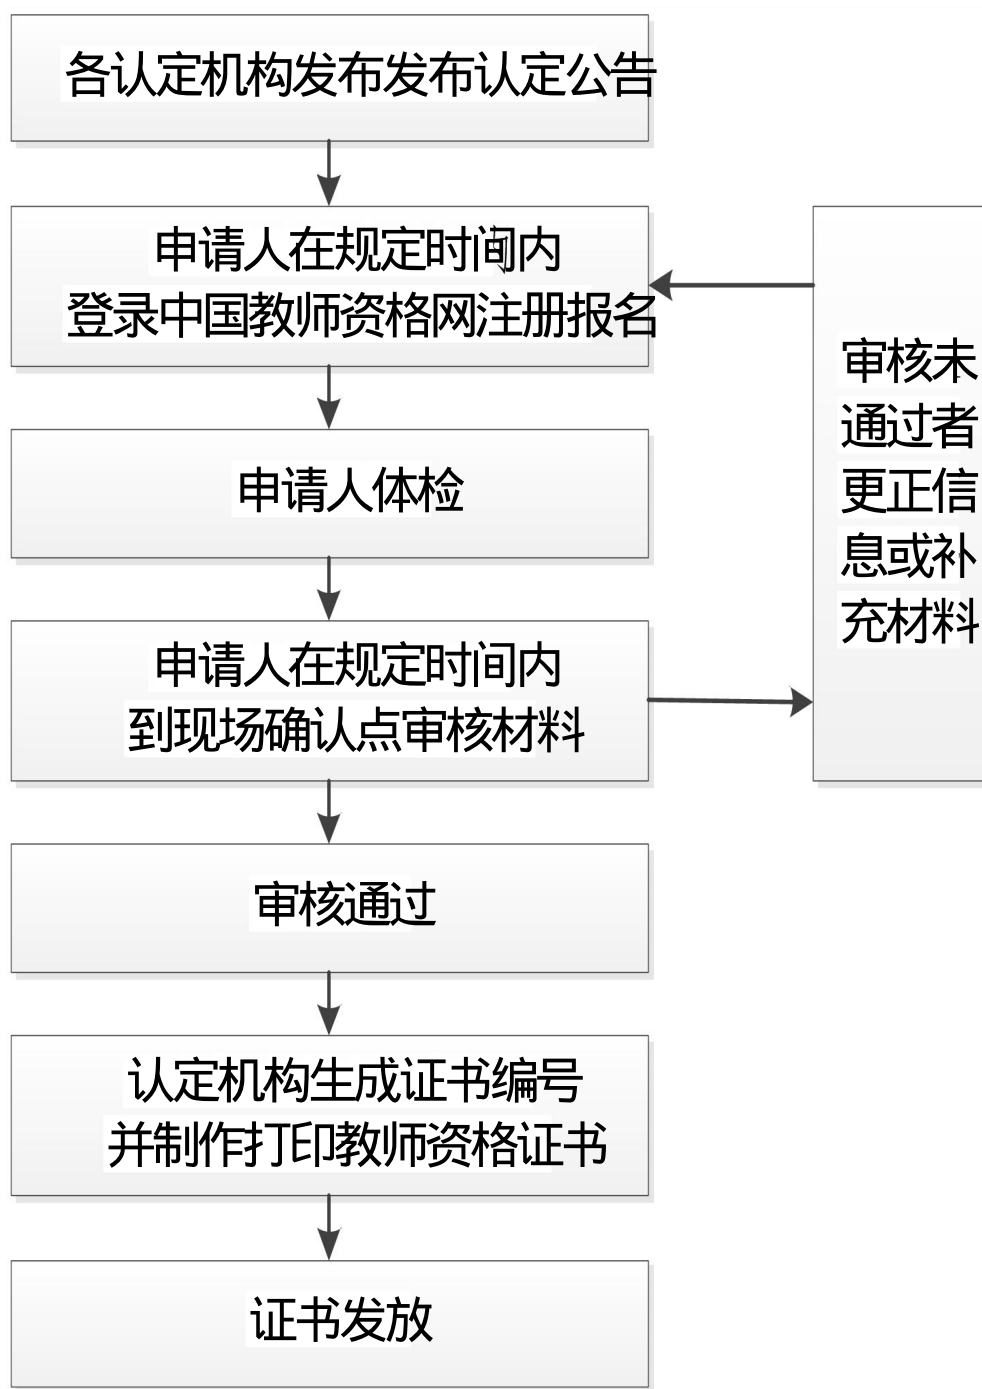 各认定机构发布发布认定公告
申请人在规定时间内
登录中国教师资格网注册报名
审核未
通过者
更正信
息或补
充材料
申请人体检
申请人在规定时间内
到现场确认点审核材料
审核通过
认定机构生成证书编号
并制作打印教师资格证书
证书发放